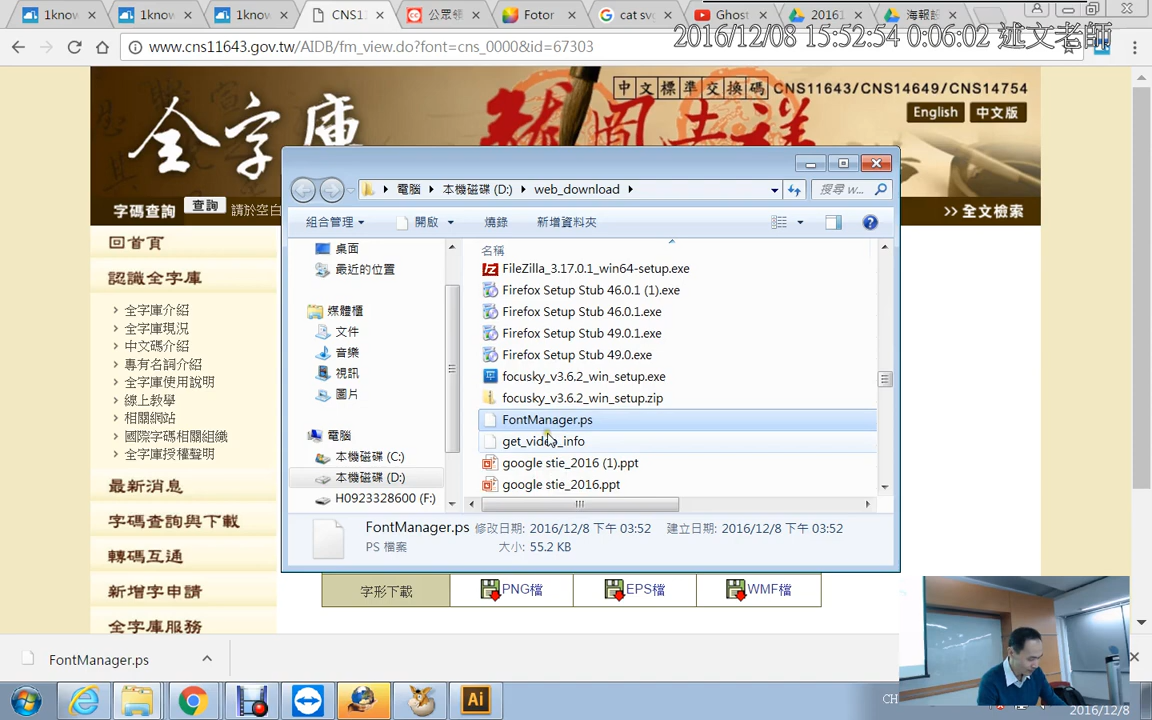 1know
1know
1know
CNS1
公眾領
Fotor
cat svg
Ghost
20161
海報設
www.cns11643.gov.tw/AIDB/fm_view.do?font=cns_0000&id=67303
2016/12/08 15:52:54 0:06:02 述文老師
全字庫
中文標準交換碼 CNS11643/CNS14649/CNS14754
English
中文版
字碼查詢
查詢
請於空白
>> 全文檢索
回首頁
認識全字庫
全字庫介紹
全字庫現況
中文碼介紹
專有名詞介紹
全字庫使用說明
線上教學
相關網站
國際字碼相關組織
全字庫授權聲明
最新消息
字碼查詢與下載
轉碼互通
新增字申請
全字庫服務
電腦
本機磁碟 (D:)
web_download
搜尋 w...
組合管理
開啟
燒錄
新增資料夾
桌面
最近的位置
媒體櫃
文件
音樂
視訊
圖片
電腦
本機磁碟 (C:)
本機磁碟 (D:)
H0923328600 (F:)
名稱
FileZilla_3.17.0.1_win64-setup.exe
Firefox Setup Stub 46.0.1 (1).exe
Firefox Setup Stub 46.0.1.exe
Firefox Setup Stub 49.0.1.exe
Firefox Setup Stub 49.0.exe
focusky_v3.6.2_win_setup.exe
focusky_v3.6.2_win_setup.zip
FontManager.ps
get_video_info
google stie_2016 (1).ppt
google stie_2016.ppt
FontManager.ps 修改日期: 2016/12/8 下午 03:52 建立日期: 2016/12/8 下午 03:52
PS 檔案 大小: 55.2 KB
字形下載
PNG檔
EPS檔
WMF檔
FontManager.ps
Ai
CH
2016/12/8